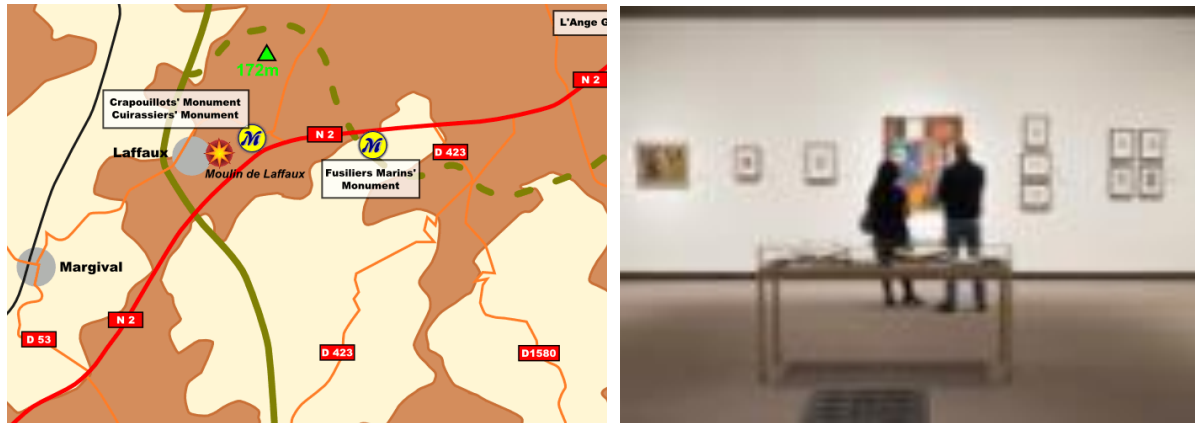 L'Ange G
172m
N 2
Crapouillots' Monument
Cuirassiers' Monument
M
N 2
M
Laffaux
D 423
Moulin de Laffaux
Fusiliers Marins'
Monument
Margival
N 2
D 53
D 423
D1580